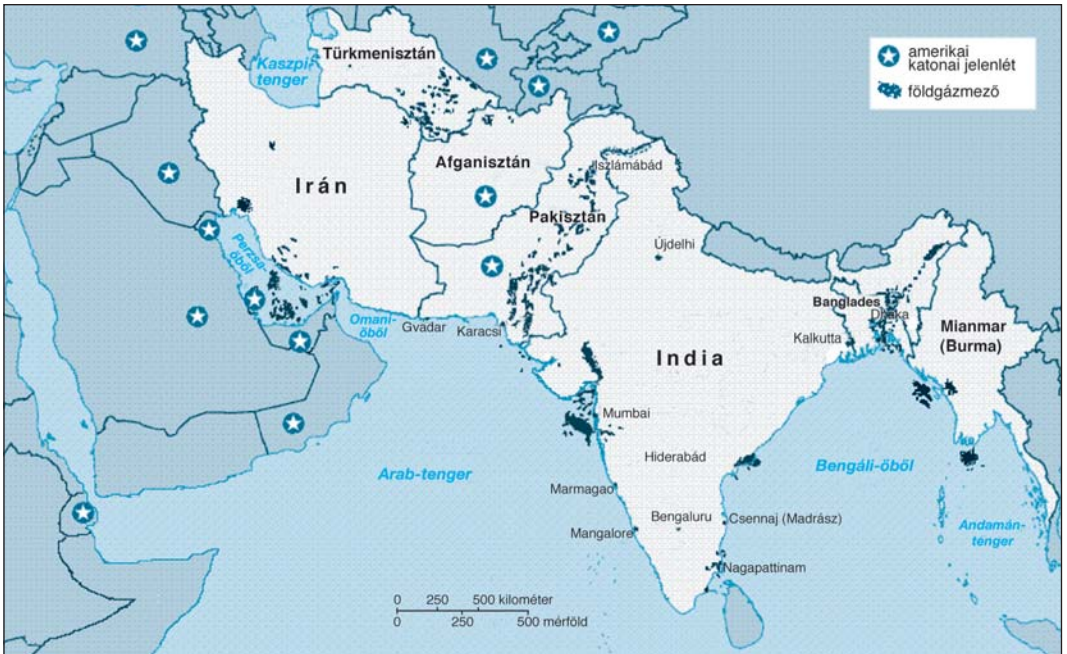 Türkmenisztán
Kaszpi-
tenger
amerikai
katonai jelenlét
földgázmező
Afganisztán
Iszlámábád
Irán
Pakisztán
Perzsa-
öböl
Újdelhi
Banglades
Dhaka
Ománi-
öböl
Gvadar
Karacsi
Kalkutta
Mianmar
(Burma)
India
Mumbai
Arab-tenger
Hiderabád
Bengáli-öböl
Marmagao
Mangalore
Bengaluru
Csennaj (Madrász)
Andamán-
tenger
Nagapattinam
0 250 500 kilométer
0 250 500 mérföld